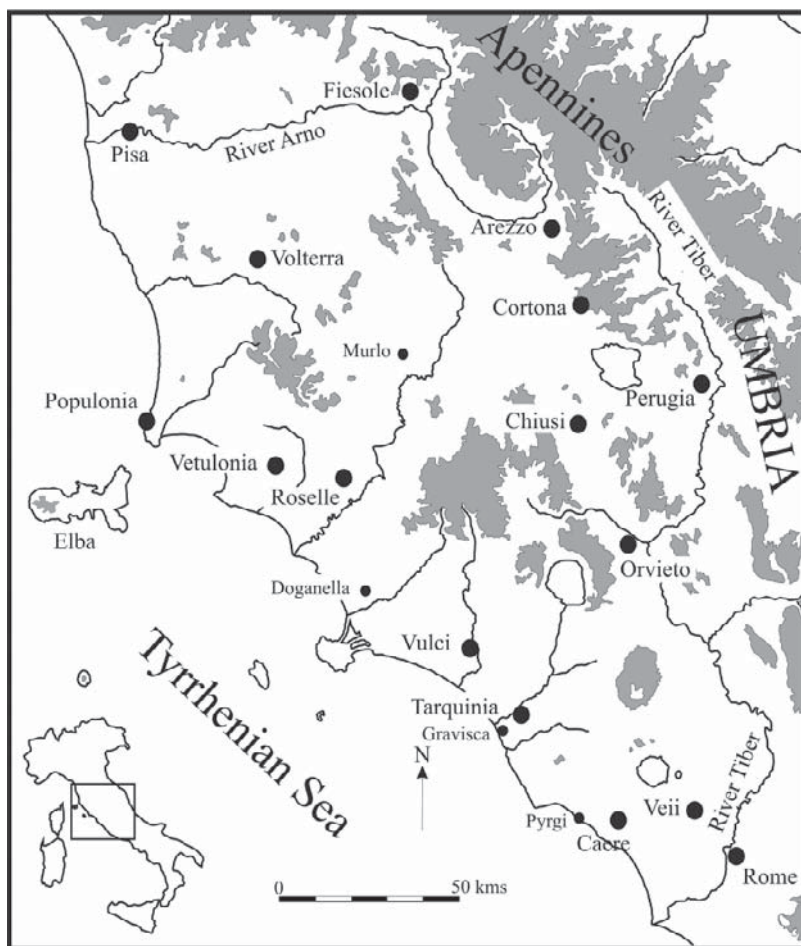 Apennines
Fiesole
Pisa
River Arno
Arezzo
River Tiber
Volterra
Cortona
UMBRIA
Murlo
Populonia
Perugia
Chiusi
Vetulonia
Roselle
Elba
Orvieto
Doganella
Vulci
Tyrrhenian Sea
Tarquinia
Gravisca
N
River Tiber
Veii
Pyrgi
Caere
Rome
0 50 kms